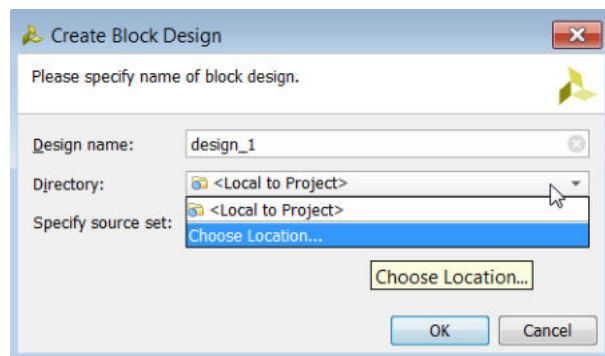 Create Block Design
Please specify name of block design.
Design name: design_1
Directory: <Local to Project>
<Local to Project>
Specify source set:
Choose Location...
Choose Location...
OK Cancel